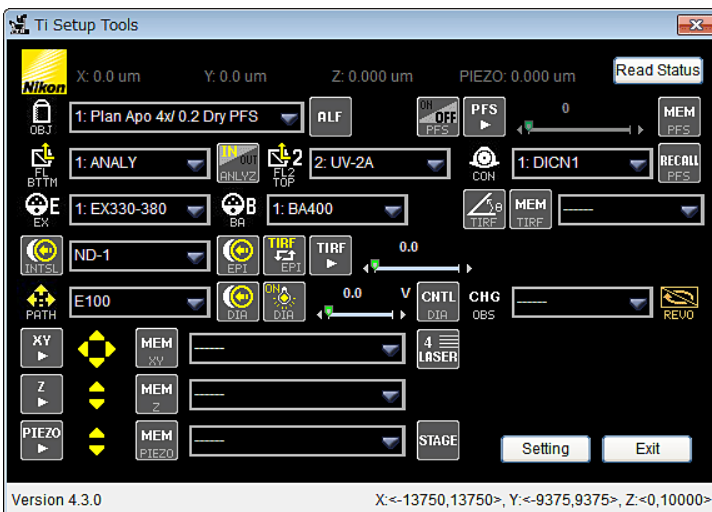 Ti Setup Tools
Nikon X: 0.0 um Y: 0.0 um Z: 0.000 um PIEZO: 0.000 um Read Status
OBJ 1: Plan Apo 4x/ 0.2 Dry PFS ALF ON OFF PFS PFS 0 MEM PFS
FL BTTM 1: ANALY IN OUT ANLYZ 2 FL2 TOP 2: UV-2A CON 1: DICN1 RECALL PFS
E EX 1: EX330-380 B BA 1: BA400 θ TIRF MEM TIRF -----
INTSL ND-1 EPI TIRF EPI TIRF 0.0
PATH E100 DIA ON DIA 0.0 V CNTL DIA CHG OBS ----- REVO
XY MEM XY ----- 4 LASER
Z MEM Z -----
PIEZO MEM PIEZO ----- STAGE Setting Exit
Version 4.3.0 X:<-13750,13750>, Y:<-9375,9375>, Z:<0,10000>